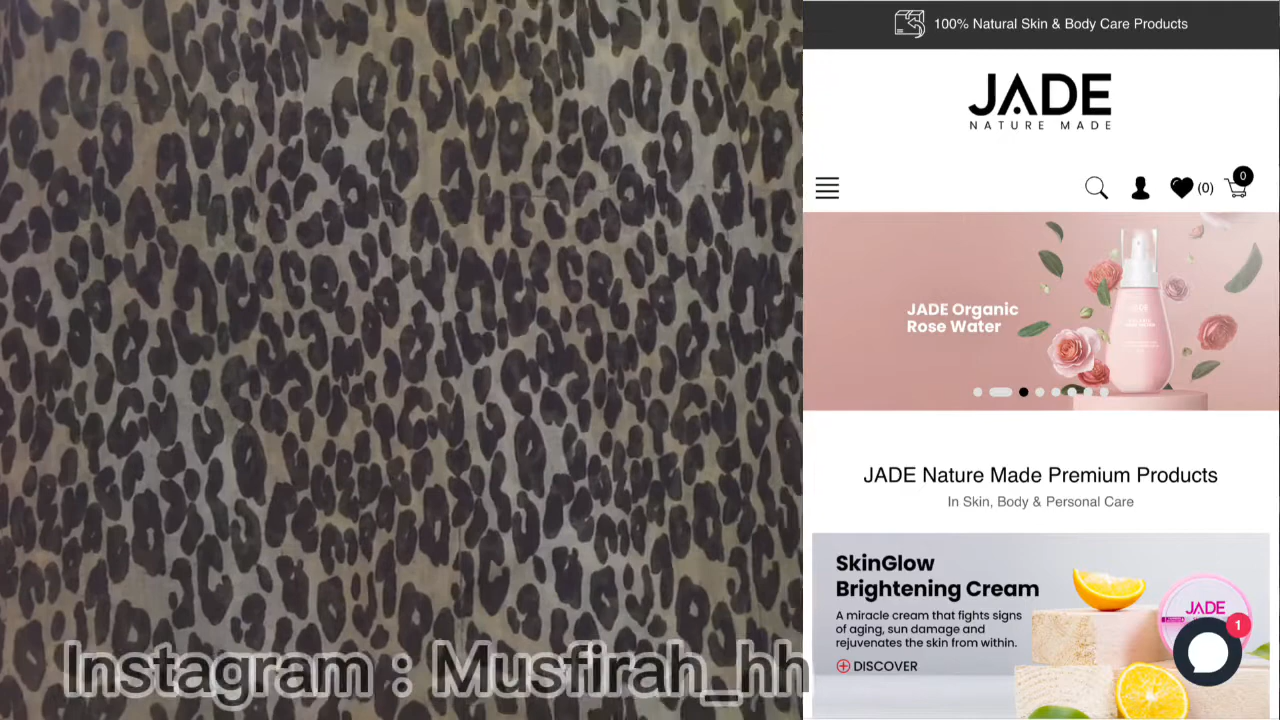 Instagram : Musfirah_hh
100% Natural Skin & Body Care Products
JADE
NATURE MADE
(0)
0
JADE Organic
Rose Water
JADE Nature Made Premium Products
In Skin, Body & Personal Care
SkinGlow
Brightening Cream
A miracle cream that fights signs
of aging, sun damage and
rejuvenates the skin from within.
DISCOVER
JADE
1